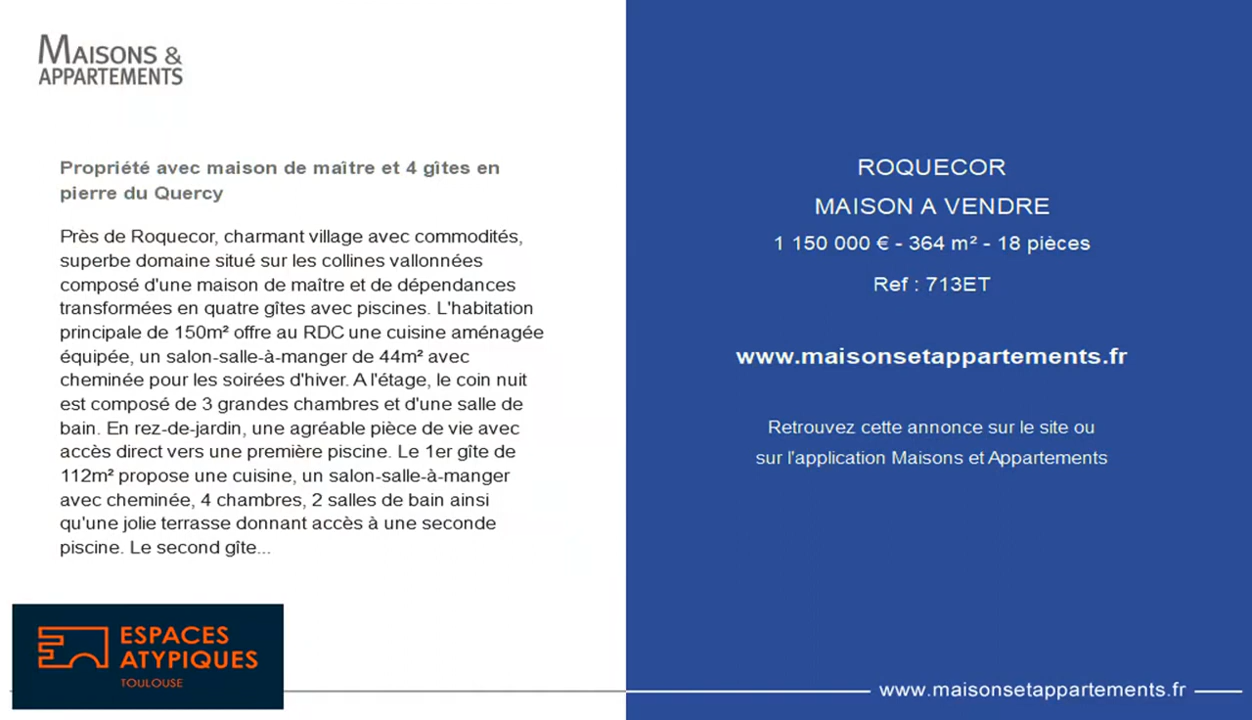 MAISONS &
APPARTEMENTS
Propriété avec maison de maître et 4 gîtes en
pierre du Quercy
Près de Roquecor, charmant village avec commodités,
superbe domaine situé sur les collines vallonnées
composé d'une maison de maître et de dépendances
transformées en quatre gîtes avec piscines. L'habitation
principale de 150m² offre au RDC une cuisine aménagée
équipée, un salon-salle-à-manger de 44m² avec
cheminée pour les soirées d'hiver. A l'étage, le coin nuit
est composé de 3 grandes chambres et d'une salle de
bain. En rez-de-jardin, une agréable pièce de vie avec
accès direct vers une première piscine. Le 1er gîte de
112m² propose une cuisine, un salon-salle-à-manger
avec cheminée, 4 chambres, 2 salles de bain ainsi
qu'une jolie terrasse donnant accès à une seconde
piscine. Le second gîte...
ESPACES
ATYPIQUES
TOULOUSE
ROQUECOR
MAISON A VENDRE
1 150 000 € - 364 m² - 18 pièces
Ref : 713ET
www.maisonsetappartements.fr
Retrouvez cette annonce sur le site ou
sur l'application Maisons et Appartements
www.maisonsetappartements.fr